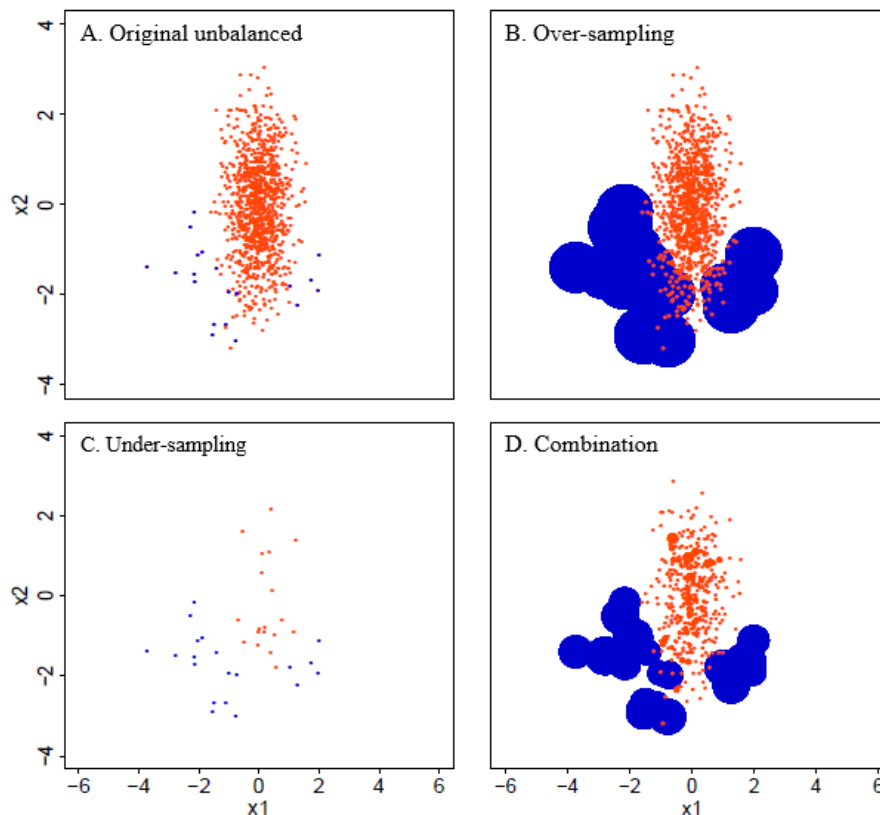 A. Original unbalanced
B. Over-sampling
4
2
0
−2
−4
x2
C. Under-sampling
D. Combination
4
2
0
−2
−4
x2
−6 −4 −2 0 2 4 6
x1
−6 −4 −2 0 2 4 6
x1